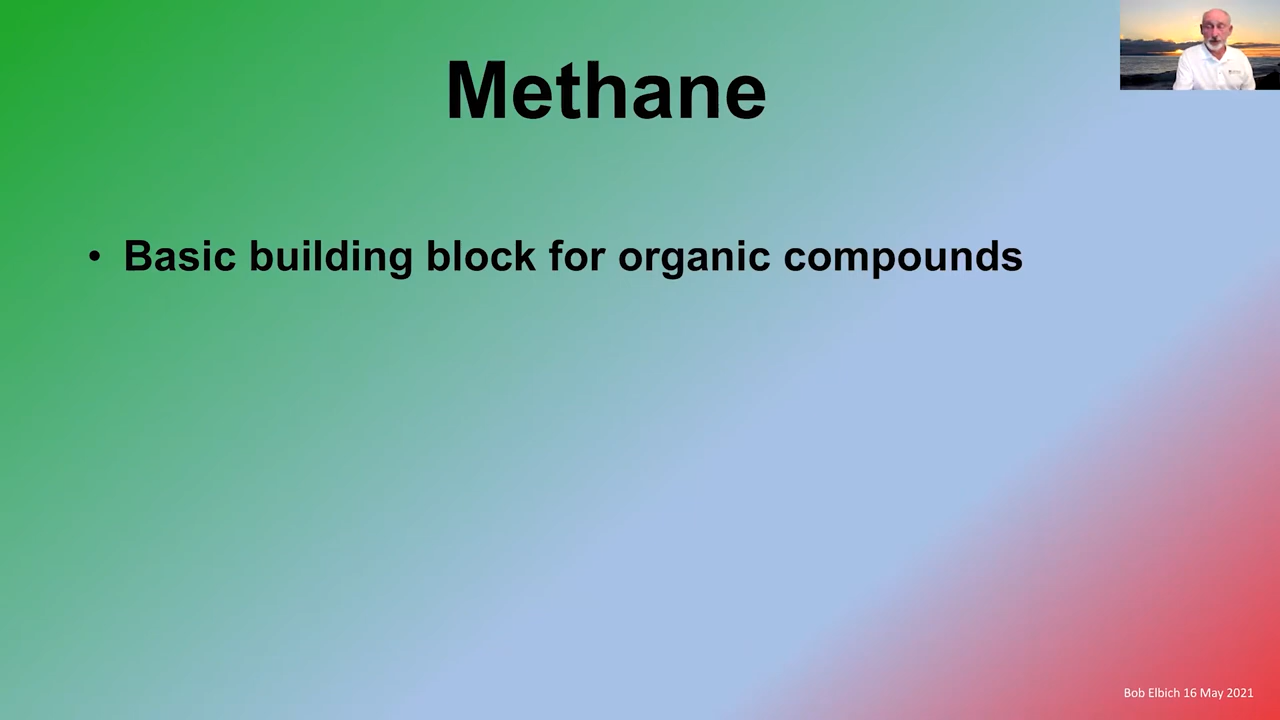 Methane
• Basic building block for organic compounds
Bob Elbich 16 May 2021